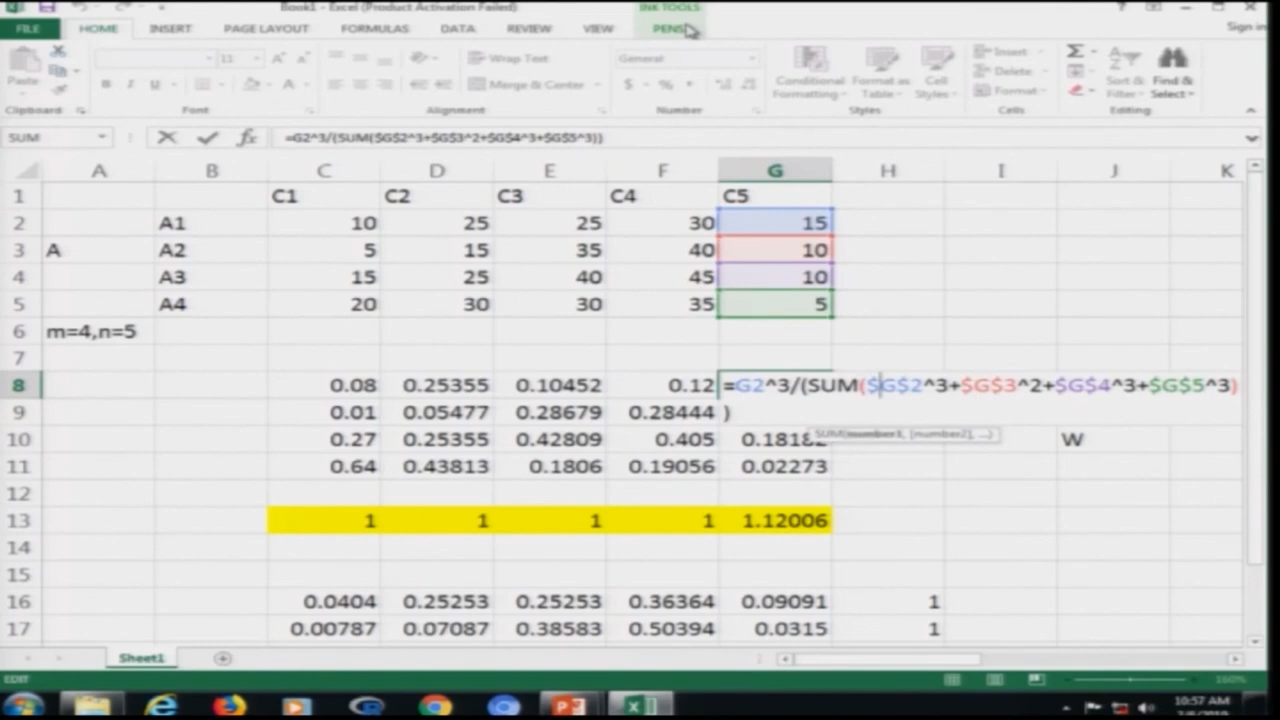 Book1 - Excel (Product Activation Failed)
INK TOOLS
FILE HOME INSERT PAGE LAYOUT FORMULAS DATA REVIEW VIEW PENS
Sign in
Paste
11
Wrap Text
General
Merge & Center
Conditional Formatting
Format as Table
Cell Styles
Insert
Delete
Format
Sort & Filter
Find & Select
Clipboard Font Alignment Number Styles Cells Editing
SUM =G2^3/(SUM($G$2^3+$G$3^2+$G$4^3+$G$5^3))
A B C D E F G H I J K
1 C1 C2 C3 C4 C5
2 A1 10 25 25 30 15
3 A A2 5 15 35 40 10
4 A3 15 25 40 45 10
5 A4 20 30 30 35 5
6 m=4,n=5
7
8 0.08 0.25355 0.10452 0.12 =G2^3/(SUM($G$2^3+$G$3^2+$G$4^3+$G$5^3)
9 0.01 0.05477 0.28679 0.28444 )
SUM(number1, [number2], ...)
10 0.27 0.25355 0.42809 0.405 0.18182 W
11 0.64 0.43813 0.1806 0.19056 0.02273
12
13 1 1 1 1 1.12006
14
15
16 0.0404 0.25253 0.25253 0.36364 0.09091 1
17 0.00787 0.07087 0.38583 0.50394 0.0315 1
Sheet1
EDIT 160%
10:57 AM